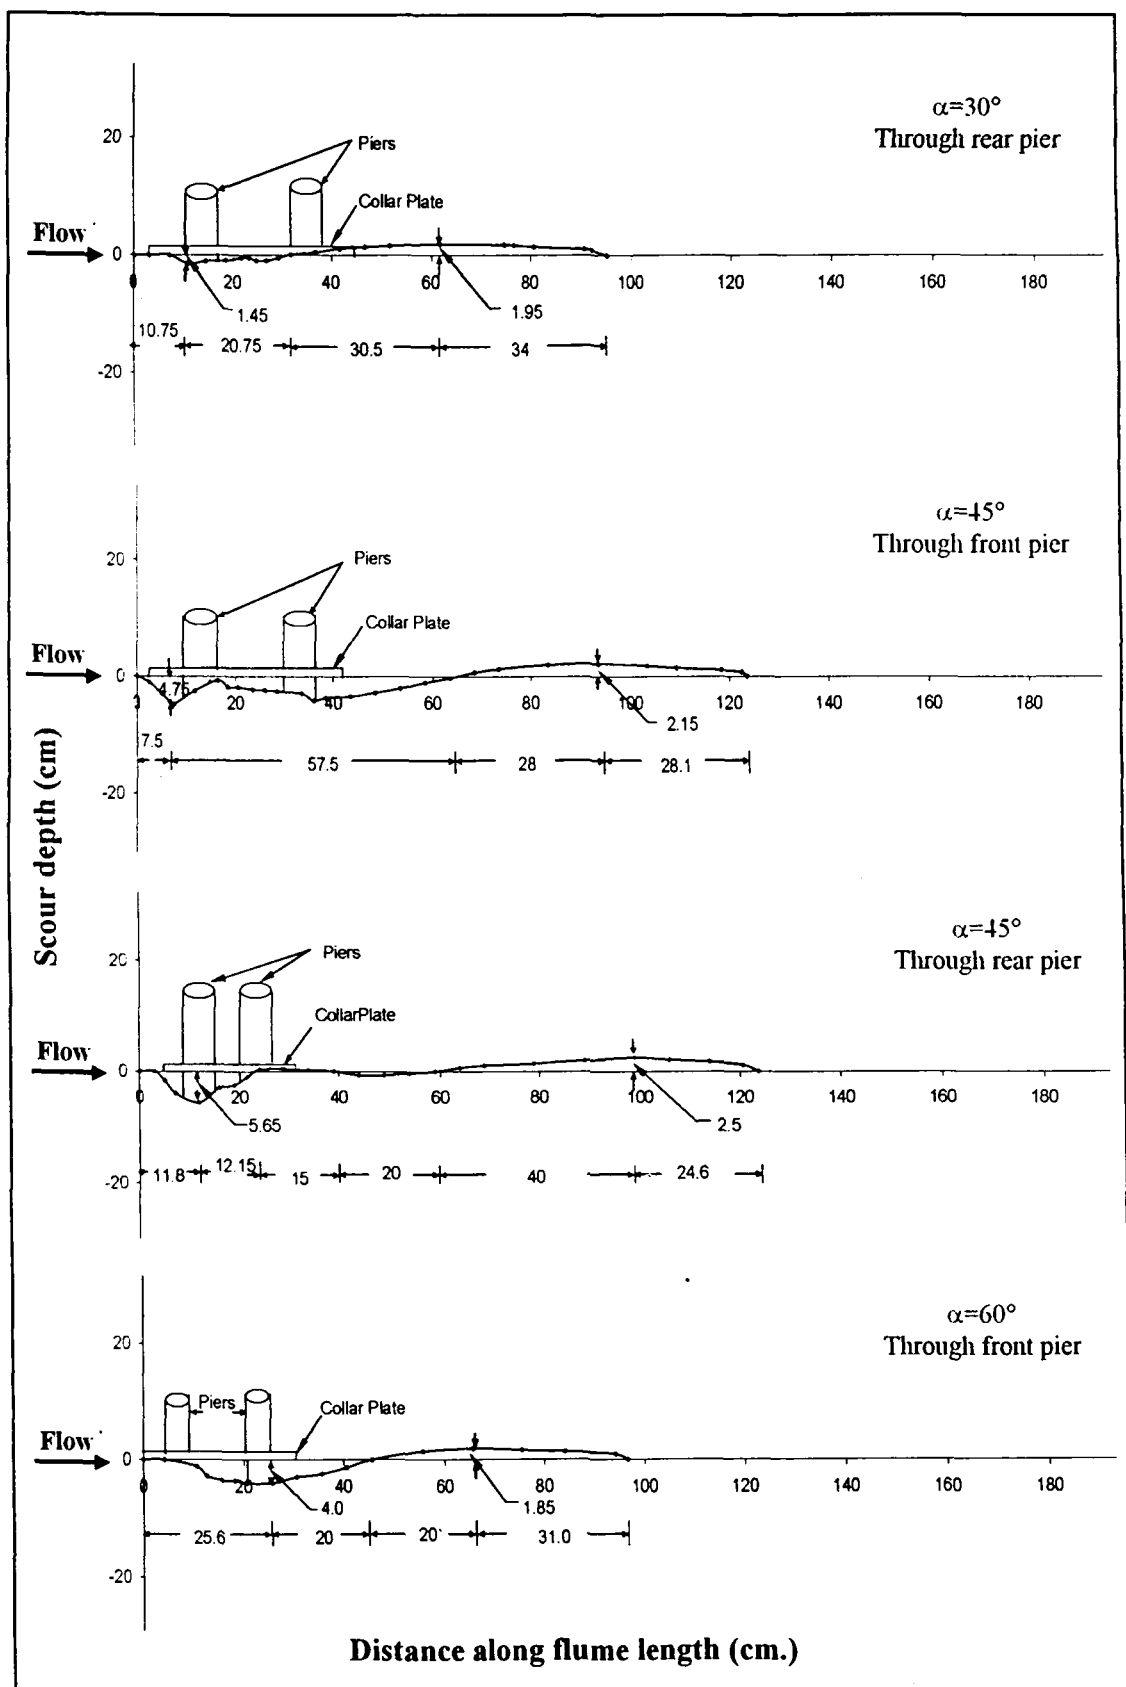 α=30°
Through rear pier
20
Piers
Collar Plate
Flow
0
0 20 40 60 80 100 120 140 160 180
1.45
1.95
10.75
20.75 30.5 34
-20
α=45°
Through front pier
20
Piers
Collar Plate
Flow
0
4.75
0 20 40 60 80 100 120 140 160 180
2.15
7.5
57.5 28 28.1
-20
Scour depth (cm)
α=45°
Through rear pier
20
Piers
CollarPlate
Flow
0
0 20 40 60 80 100 120 140 160 180
5.65
2.5
11.8 12.15 15 20 40 24.6
-20
α=60°
Through front pier
20
Piers
Collar Plate
Flow
0
0 20 40 60 80 100 120 140 160 180
4.0
1.85
25.6 20 20 31.0
-20
Distance along flume length (cm.)